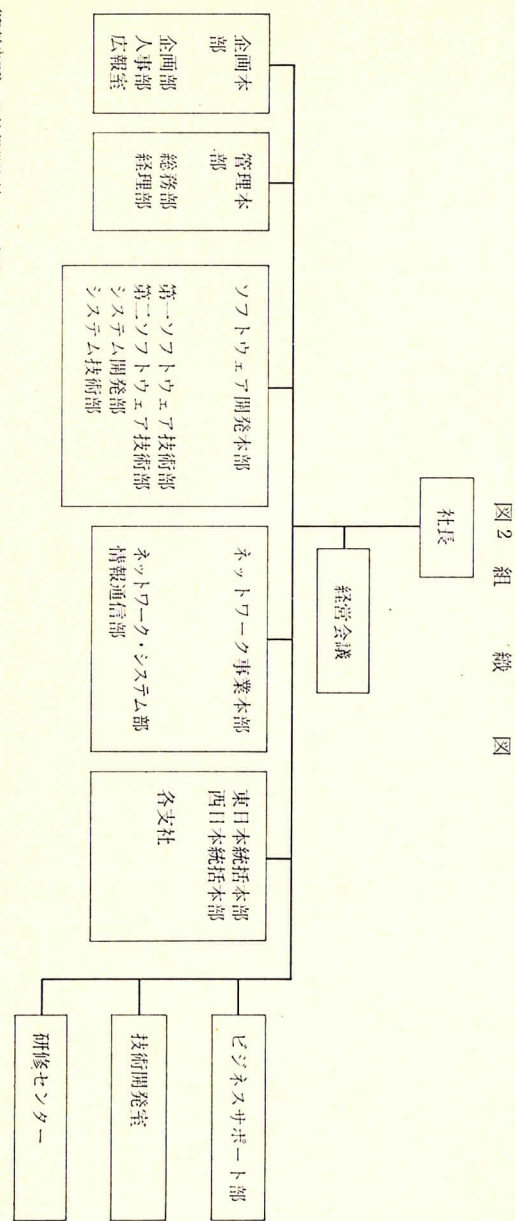 図2 組織図
社長
経営会議
企画本部
企画部
人事部
広報室
管理本部
総務部
経理部
ソフトウェア開発本部
第一ソフトウェア技術部
第二ソフトウェア技術部
システム開発部
システム技術部
ネットワーク事業本部
ネットワーク・システム部
情報通信部
東日本統括本部
西日本統括本部
各支社
ビジネスサポート部
技術開発室
研修センター